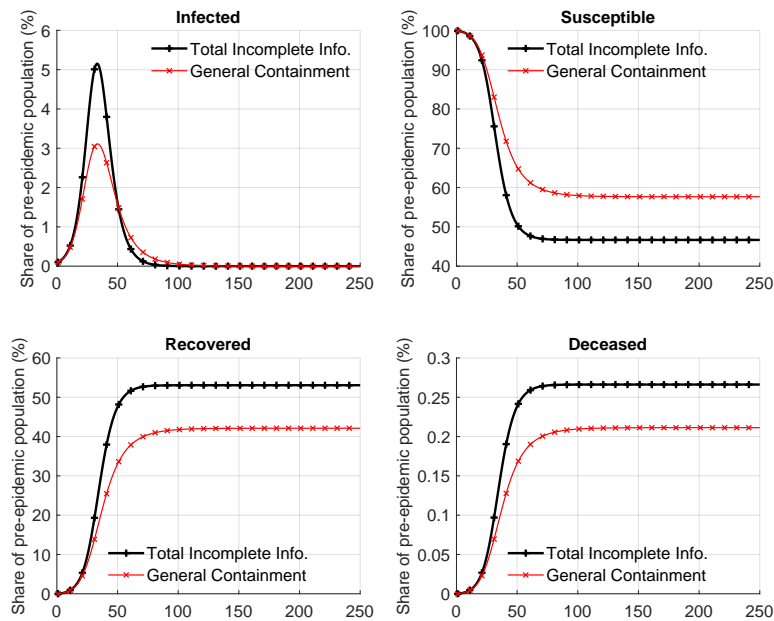 Infected
Share of pre-epidemic population (%)
6
5
4
3
2
1
0
Total Incomplete Info.
General Containment
0 50 100 150 200 250
Susceptible
Share of pre-epidemic population (%)
100
90
80
70
60
50
40
Total Incomplete Info.
General Containment
0 50 100 150 200 250
Recovered
Share of pre-epidemic population (%)
60
50
40
30
20
10
0
Total Incomplete Info.
General Containment
0 50 100 150 200 250
Deceased
Share of pre-epidemic population (%)
0.3
0.25
0.2
0.15
0.1
0.05
0
Total Incomplete Info.
General Containment
0 50 100 150 200 250